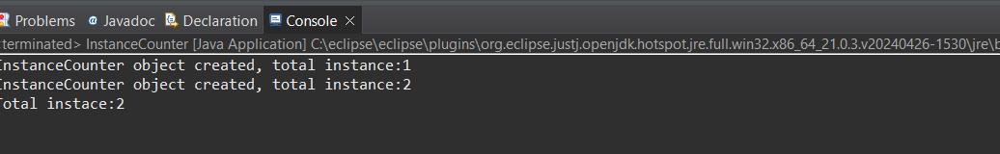 Problems @ Javadoc Declaration Console
<terminated> InstanceCounter [Java Application] C:\eclipse\eclipse\plugins\org.eclipse.justj.openjdk.hotspot.jre.full.win32.x86_64_21.0.3.v20240426-1530\jre\b
InstanceCounter object created, total instance:1
InstanceCounter object created, total instance:2
Total instace:2